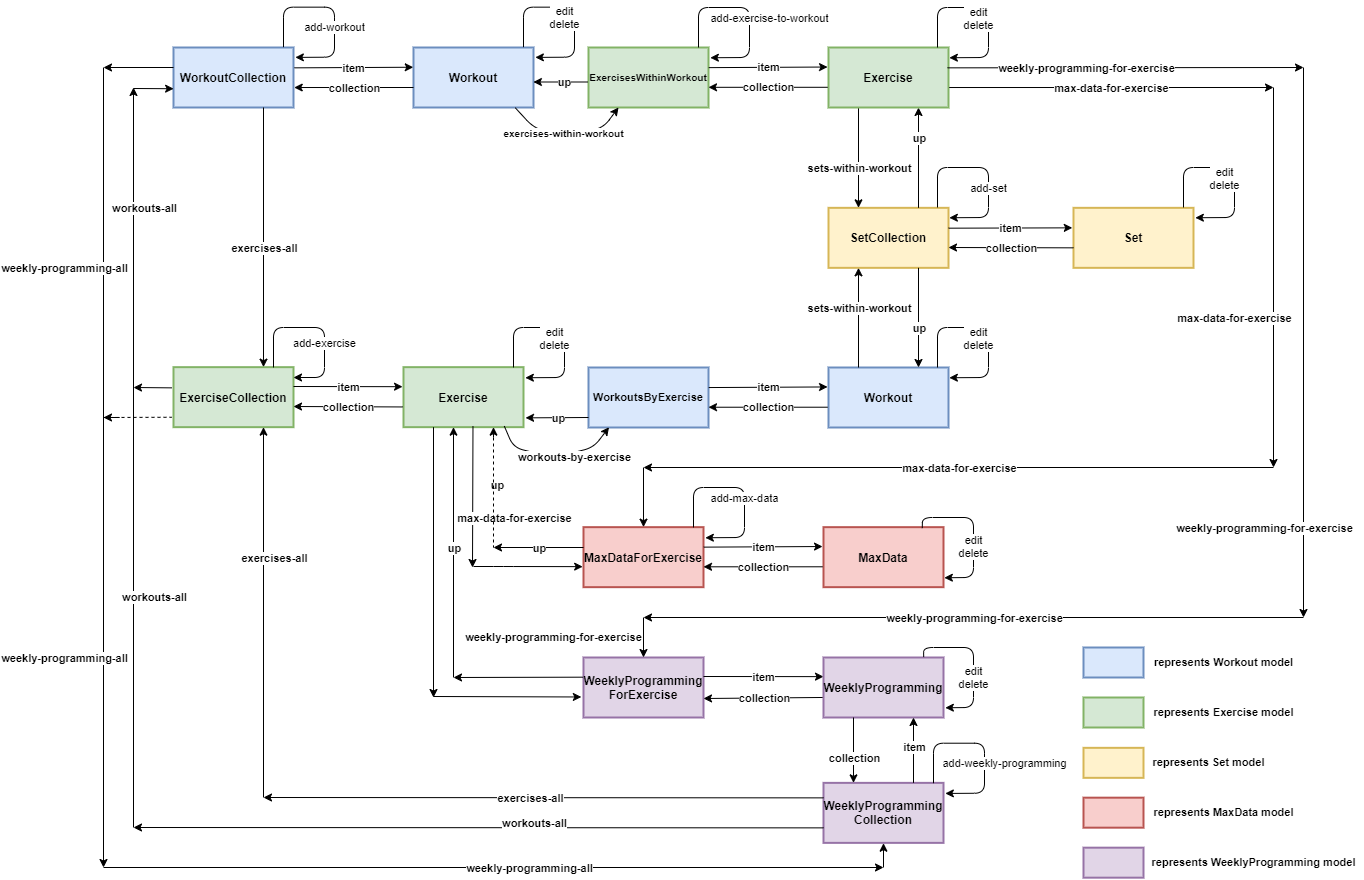 edit
delete
add-exercise-to-workout
edit
delete
add-workout
WorkoutCollection
item
collection
Workout
up
exercises-within-workout
ExercisesWithinWorkout
item
collection
Exercise
weekly-programming-for-exercise
max-data-for-exercise
up
sets-within-workout
add-set
edit
delete
workouts-all
SetCollection
item
collection
Set
exercises-all
weekly-programming-all
sets-within-workout
up
max-data-for-exercise
add-exercise
edit
delete
edit
delete
ExerciseCollection
item
collection
Exercise
up
workouts-by-exercise
WorkoutsByExercise
item
collection
Workout
max-data-for-exercise
up
add-max-data
max-data-for-exercise
weekly-programming-for-exercise
up
up
MaxDataForExercise
item
collection
MaxData
edit
delete
exercises-all
workouts-all
weekly-programming-for-exercise
weekly-programming-for-exercise
weekly-programming-all
WeeklyProgramming
ForExercise
item
collection
WeeklyProgramming
edit
delete
represents Workout model
represents Exercise model
collection
item
add-weekly-programming
represents Set model
exercises-all
workouts-all
WeeklyProgramming
Collection
represents MaxData model
weekly-programming-all
represents WeeklyProgramming model